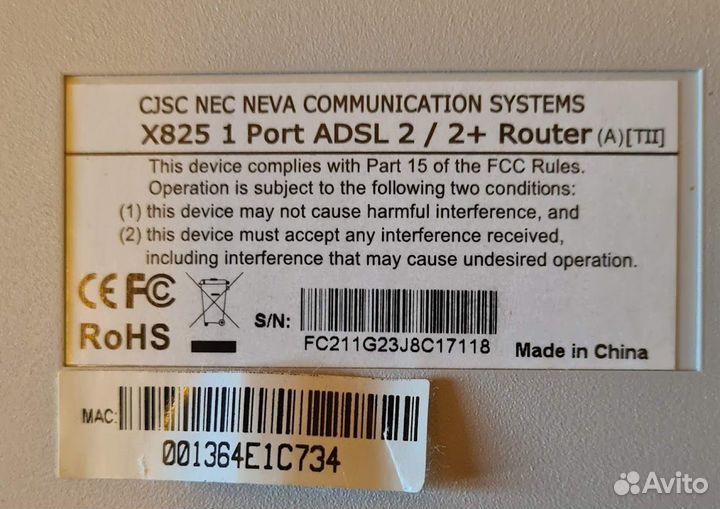 CJSC NEC NEVA COMMUNICATION SYSTEMS
X825 1 Port ADSL 2 / 2+ Router (A)[TII]
This device complies with Part 15 of the FCC Rules.
Operation is subject to the following two conditions:
(1) this device may not cause harmful interference, and
(2) this device must accept any interference received,
including interference that may cause undesired operation.
CE FC
RoHS
S/N:
FC211G23J8C17118
Made in China
MAC:
001364E1C734
Avito